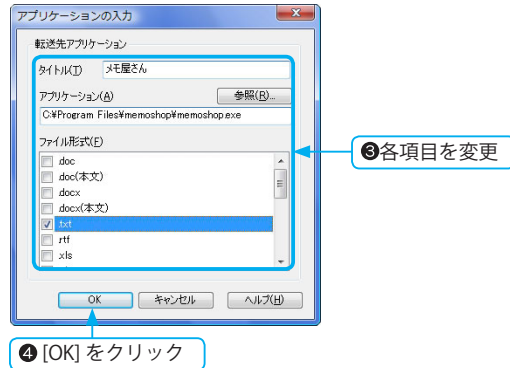 アプリケーションの入力
転送先アプリケーション
タイトル(T) メモ屋さん
アプリケーション(A) 参照(R)...
C:¥Program Files¥memoshop¥memoshop.exe
ファイル形式(F)
.doc
.doc(本文)
.docx
.docx(本文)
.txt
.rtf
.xls
❸各項目を変更
OK キャンセル ヘルプ(H)
❹ [OK] をクリック